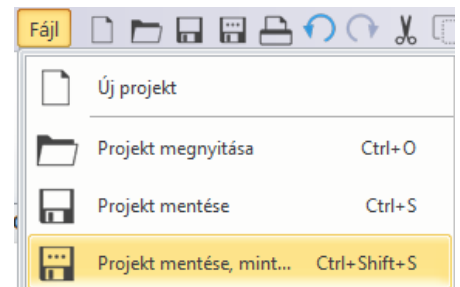 Fájl
Új projekt
Projekt megnyitása Ctrl+O
Projekt mentése Ctrl+S
Projekt mentése, mint... Ctrl+Shift+S